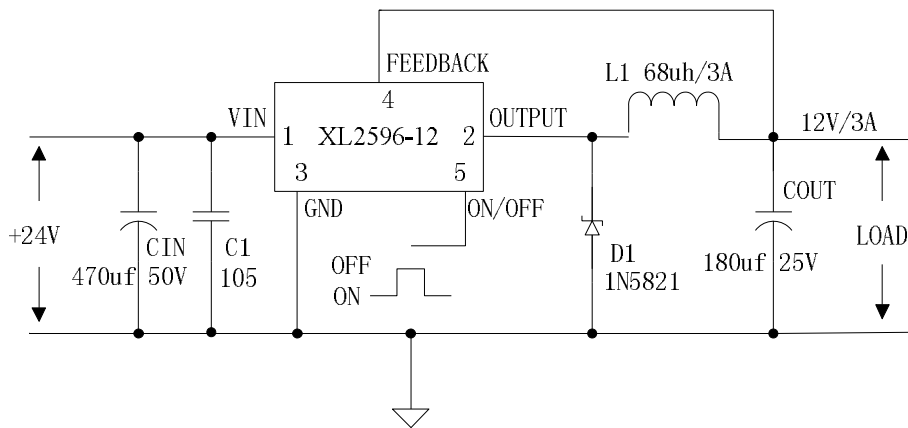 FEEDBACK
L1 68uh/3A
4
VIN
OUTPUT
12V/3A
1 XL2596-12 2
3
5
GND
ON/OFF
COUT
+24V
CIN
C1
OFF
D1
180uf 25V
LOAD
470uf 50V
105
ON
1N5821